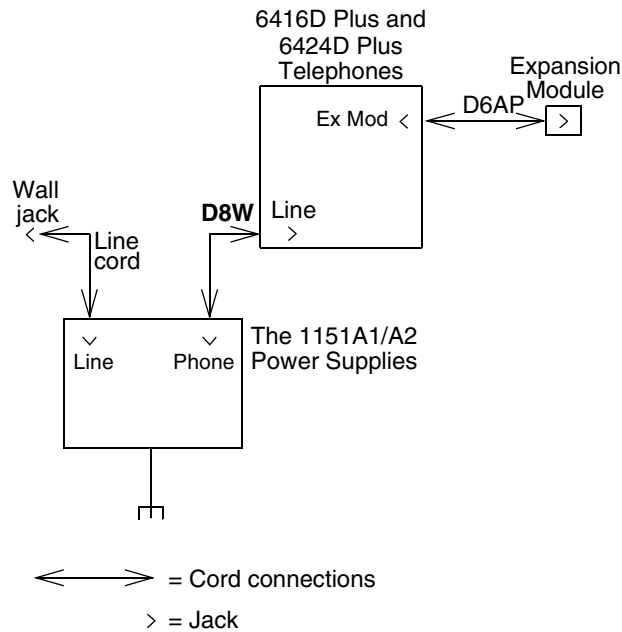 6416D Plus and
6424D Plus
Telephones
Expansion
Module
Ex Mod
D6AP
Wall
jack
D8W
Line
Line
cord
Line
Phone
The 1151A1/A2
Power Supplies
= Cord connections
= Jack